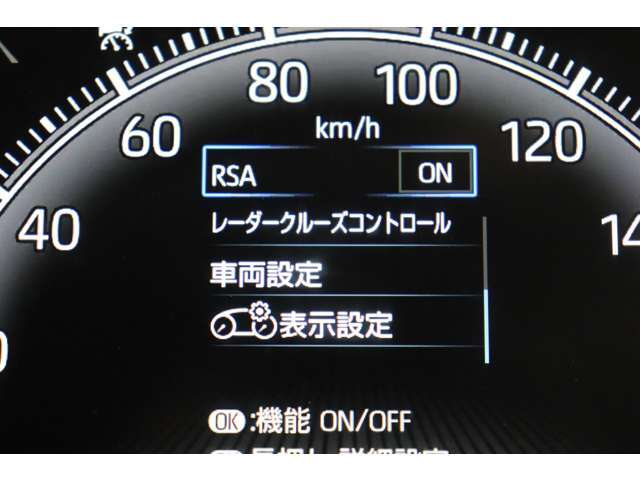 80 100
km/h
60 120
RSA ON
レーダークルーズコントロール
40
車両設定
表示設定
OK:機能 ON/OFF